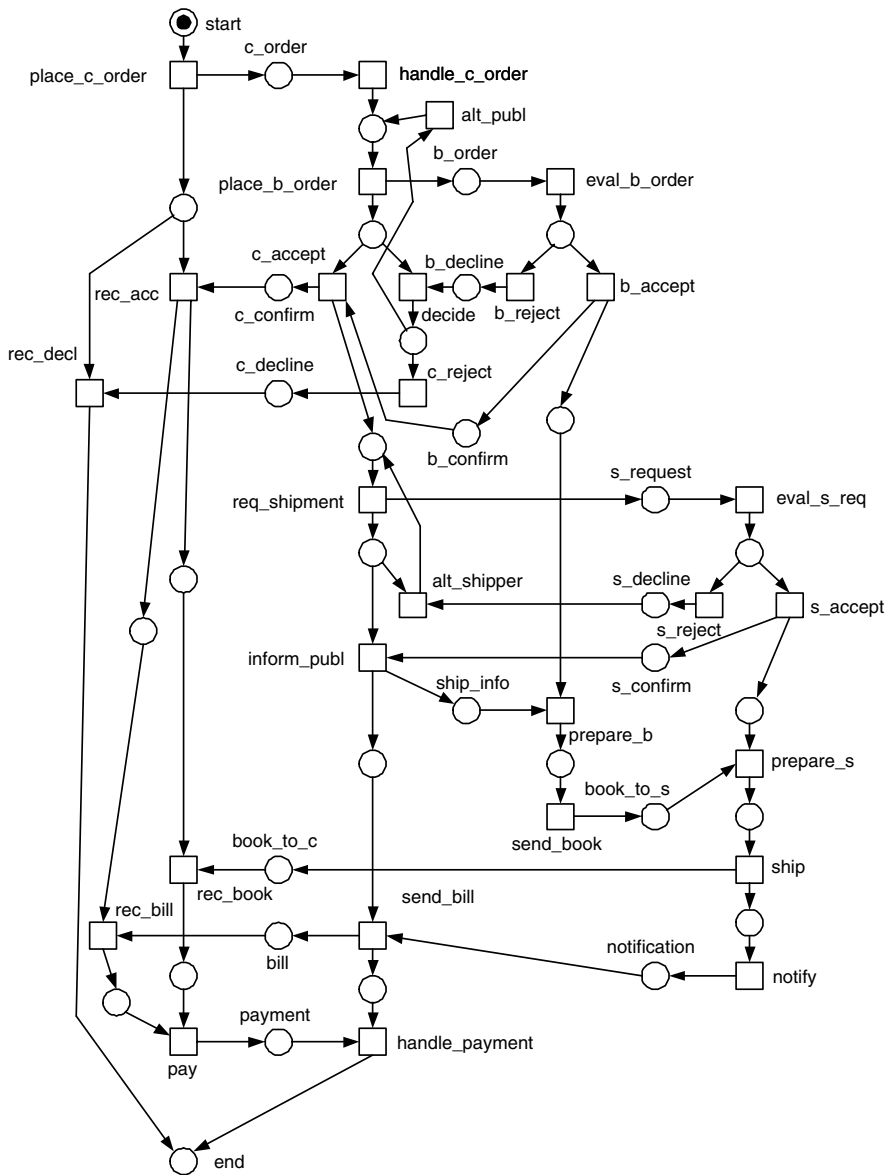 start
c_order
place_c_order
handle_c_order
alt_publ
b_order
place_b_order
eval_b_order
c_accept
b_decline
rec_acc
b_accept
c_confirm
decide
b_reject
rec_decl
c_decline
c_reject
b_confirm
s_request
req_shipment
eval_s_req
alt_shipper
s_decline
s_accept
s_reject
inform_publ
ship_info
s_confirm
prepare_b
prepare_s
book_to_s
send_book
book_to_c
ship
rec_book
send_bill
rec_bill
notification
bill
notify
payment
handle_payment
pay
end